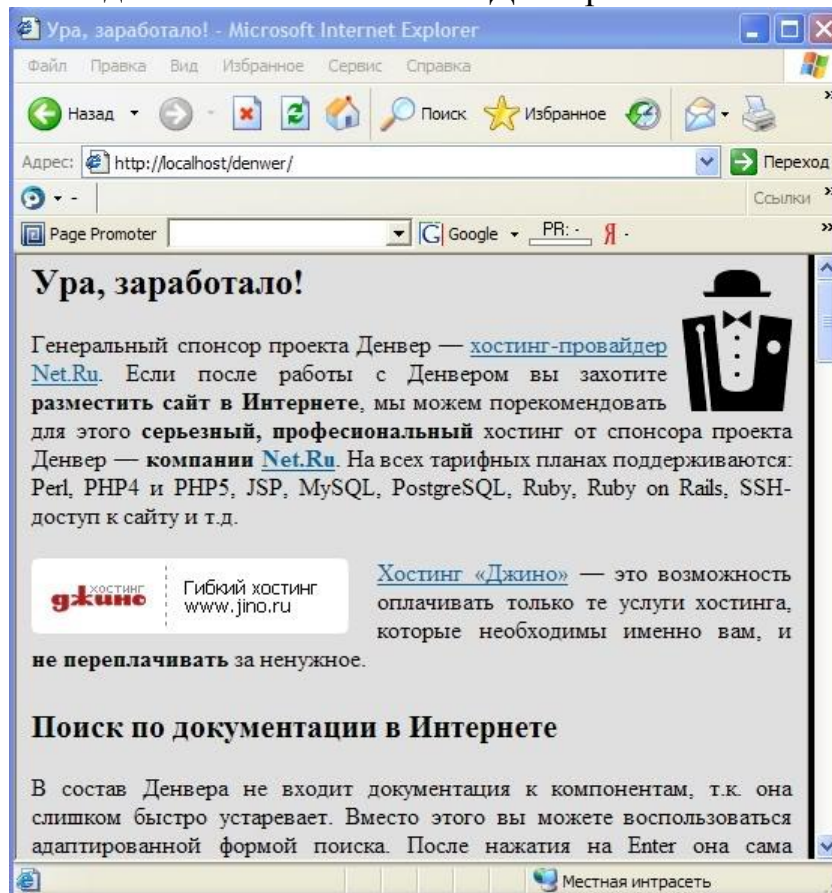 Ура, заработало! - Microsoft Internet Explorer
Файл Правка Вид Избранное Сервис Справка
Назад Поиск Избранное
Адрес: http://localhost/denwer/ Переход
Ссылки
Page Promoter Google PR: - Я -
Ура, заработало!
Генеральный спонсор проекта Денвер — хостинг-провайдер
Net.Ru. Если после работы с Денвером вы захотите
разместить сайт в Интернете, мы можем порекомендовать
для этого серьезный, професиональный хостинг от спонсора проекта
Денвер — компании Net.Ru. На всех тарифных планах поддерживаются:
Perl, PHP4 и PHP5, JSP, MySQL, PostgreSQL, Ruby, Ruby on Rails, SSH-
доступ к сайту и т.д.
хостинг
джино
Гибкий хостинг
www.jino.ru
Хостинг «Джино» — это возможность
оплачивать только те услуги хостинга,
которые необходимы именно вам, и
не переплачивать за ненужное.
Поиск по документации в Интернете
В состав Денвера не входит документация к компонентам, т.к. она
слишком быстро устаревает. Вместо этого вы можете воспользоваться
адаптированной формой поиска. После нажатия на Enter она сама
Местная интрасеть